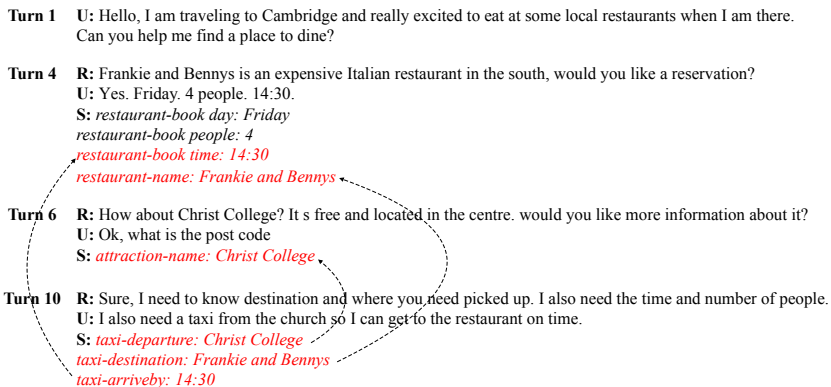 Turn 1 U: Hello, I am traveling to Cambridge and really excited to eat at some local restaurants when I am there.
Can you help me find a place to dine?
Turn 4 R: Frankie and Bennys is an expensive Italian restaurant in the south, would you like a reservation?
U: Yes. Friday. 4 people. 14:30.
S: restaurant-book day: Friday
restaurant-book people: 4
restaurant-book time: 14:30
restaurant-name: Frankie and Bennys
Turn 6 R: How about Christ College? It s free and located in the centre. would you like more information about it?
U: Ok, what is the post code
S: attraction-name: Christ College
Turn 10 R: Sure, I need to know destination and where you need picked up. I also need the time and number of people.
U: I also need a taxi from the church so I can get to the restaurant on time.
S: taxi-departure: Christ College
taxi-destination: Frankie and Bennys
taxi-arriveby: 14:30